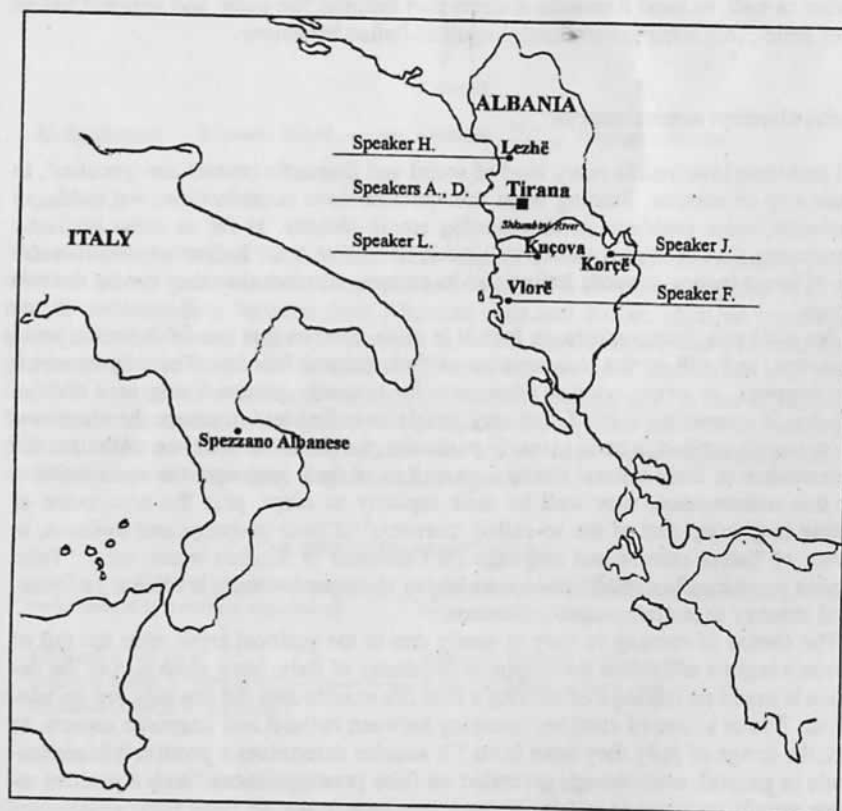 ALBANIA
Speaker H.
Lezhë
Speakers A., D.
Tirana
Shkumbini River
ITALY
Speaker L.
Kuçova
Speaker J.
Korçë
Vlorë
Speaker F.
Spezzano Albanese